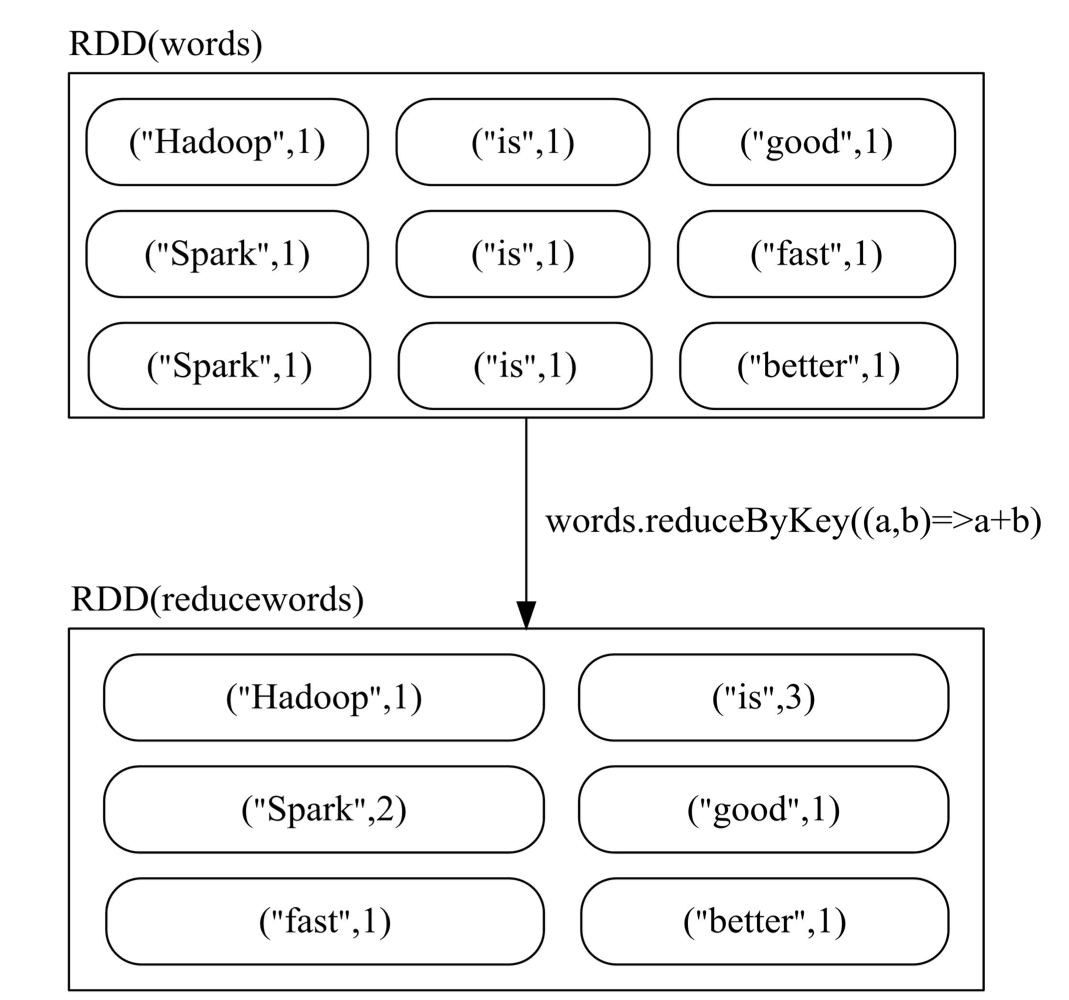 RDD(words)
("Hadoop",1) ("is",1) ("good",1)
("Spark",1) ("is",1) ("fast",1)
("Spark",1) ("is",1) ("better",1)
words.reduceByKey((a,b)=>a+b)
RDD(reducewords)
("Hadoop",1) ("is",3)
("Spark",2) ("good",1)
("fast",1) ("better",1)